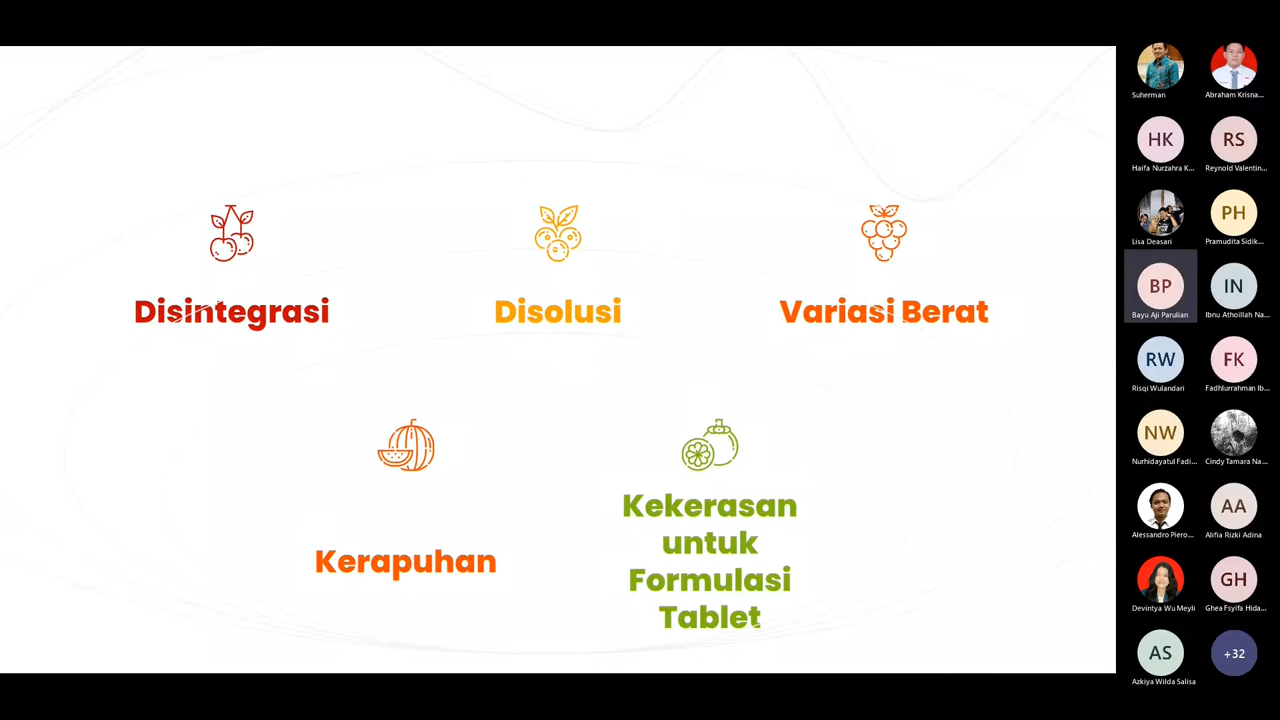 Disintegrasi
Disolusi
Variasi Berat
Kerapuhan
Kekerasan
untuk
Formulasi
Tablet
Suherman
Abraham Krisna...
HK
Haifa Nurzahra K...
RS
Reynold Valentin...
Lisa Deasari
PH
Pramudita Sidik...
BP
Bayu Aji Parulian
IN
Ibnu Athoillah Na...
RW
Risqi Wulandari
FK
Fadhlurrahman Ib...
NW
Nurhidayatul Fadi...
Cindy Tamara Na...
Alessandro Piero...
AA
Alifia Rizki Adina
Devintya Wu Meyli
GH
Ghea Fsyifa Hida...
AS
Azkiya Wilda Salisa
+32